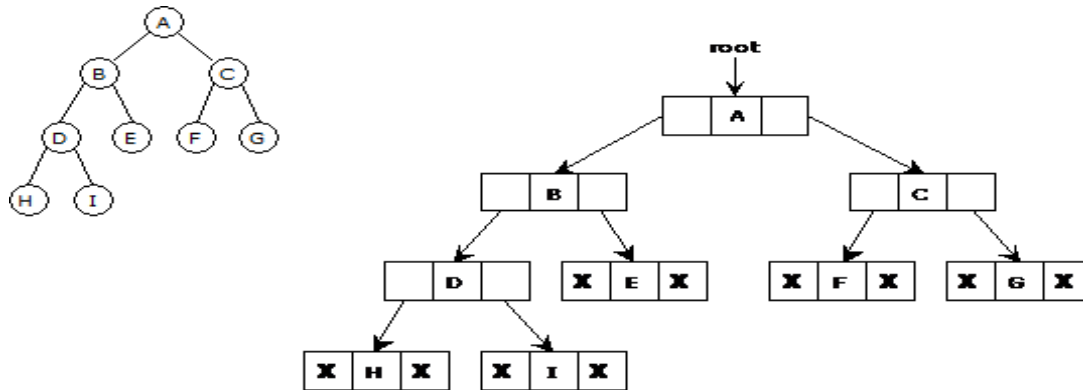 A
B C
D E F G
H I
root
A
B C
D X E X X F X X G X
X H X X I X